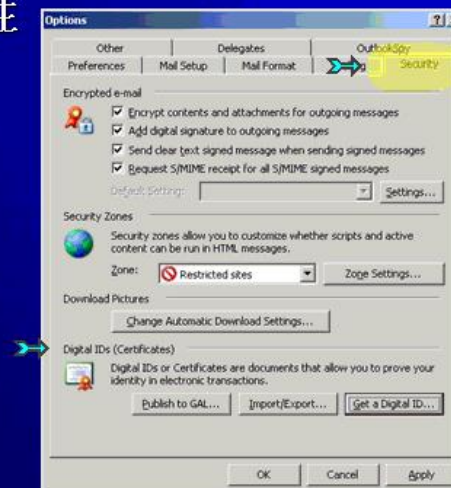 Options
Other Delegates OutlookSpy
Preferences Mail Setup Mail Format Security
Encrypted e-mail
Encrypt contents and attachments for outgoing messages
Add digital signature to outgoing messages
Send clear text signed message when sending signed messages
Request S/MIME receipt for all S/MIME signed messages
Default Setting: Settings...
Security Zones
Security zones allow you to customize whether scripts and active
content can be run in HTML messages.
Zone: Restricted sites Zone Settings...
Download Pictures
Change Automatic Download Settings...
Digital IDs (Certificates)
Digital IDs or Certificates are documents that allow you to prove your
identity in electronic transactions.
Publish to GAL... Import/Export... Get a Digital ID...
OK Cancel Apply